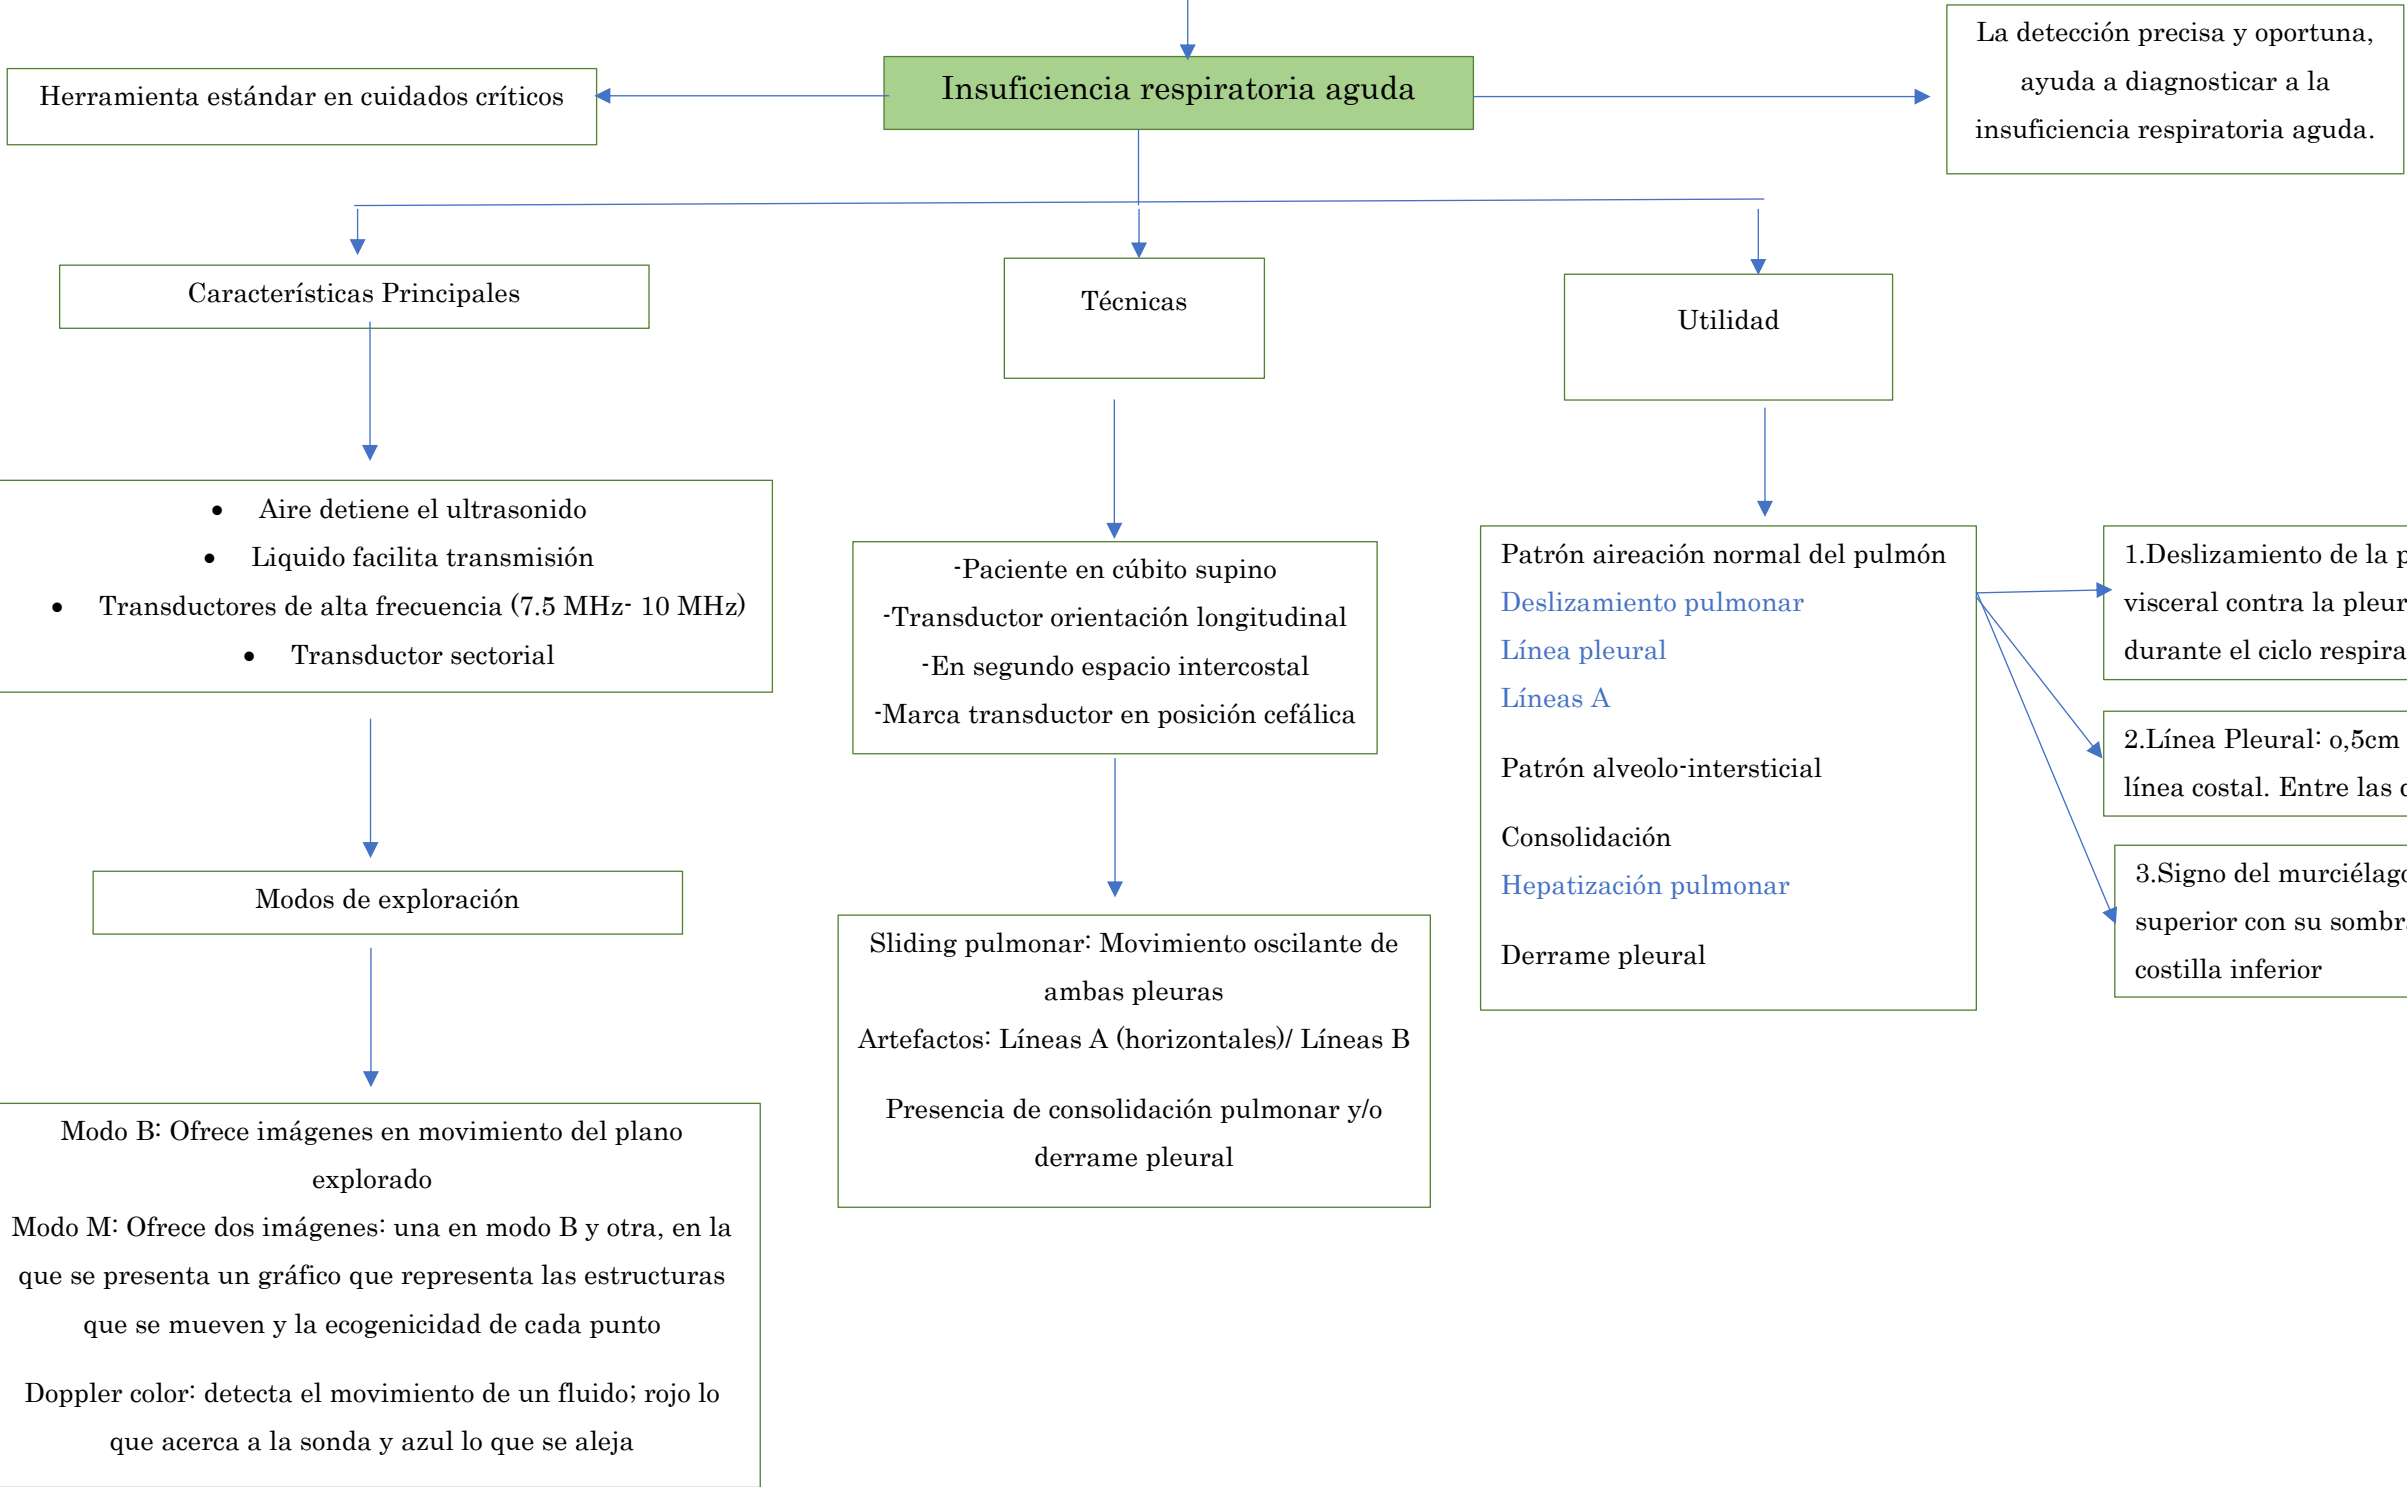 La detección precisa y oportuna,
ayuda a diagnosticar a la
insuficiencia respiratoria aguda.
Herramienta estándar en cuidados críticos
Insuficiencia respiratoria aguda
Características Principales
Técnicas
Utilidad
• Aire detiene el ultrasonido
• Liquido facilita transmisión
• Transductores de alta frecuencia (7.5 MHz- 10 MHz)
• Transductor sectorial
Modos de exploración
Modo B: Ofrece imágenes en movimiento del plano
explorado
Modo M: Ofrece dos imágenes: una en modo B y otra, en la
que se presenta un gráfico que representa las estructuras
que se mueven y la ecogenicidad de cada punto
Doppler color: detecta el movimiento de un fluido; rojo lo
que acerca a la sonda y azul lo que se aleja
-Paciente en cúbito supino
-Transductor orientación longitudinal
-En segundo espacio intercostal
-Marca transductor en posición cefálica
Sliding pulmonar: Movimiento oscilante de
ambas pleuras
Artefactos: Líneas A (horizontales)/ Líneas B
Presencia de consolidación pulmonar y/o
derrame pleural
Patrón aireación normal del pulmón
Deslizamiento pulmonar
Línea pleural
Líneas A
Patrón alveolo-intersticial
Consolidación
Hepatización pulmonar
Derrame pleural
1.Deslizamiento de la
visceral contra la
durante el ciclo
2.Línea Pleural: o,5cm
línea costal. Entre las
3.Signo del
superior con su
costilla inferior